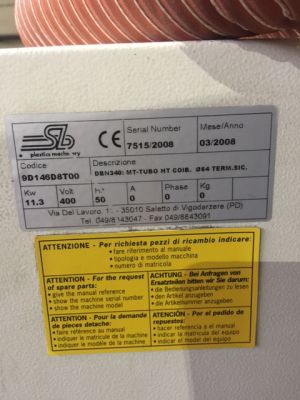 plastics machinery
CE
Serial Number
7515/2008
Mese/Anno
03/2008
Codice
9D146D8T00
Descrizione
DBN340: MT-TUBO HT COIB. Ø64 TERM.SIC.
Kw
11.3
Volt
400
hz
50
A
0
Phase
0
Kg
0
Via Del Lavoro, 1 - 35010 Saletto di Vigodarzere (PD)
Tel. 049/8843047 - Fax 049/8843091
ATTENZIONE - Per richiesta pezzi di ricambio indicare:
• fare riferimento al manuale
• tipologia e modello macchina
• numero di matricola
ATTENTION - For the request
of spare parts:
• give the manual reference
• show the machine serial number
• show the machine model
ACHTUNG - Bei Anfragen von
Ersatzteilen bitten wir Sie darum:
• die Bedienungsanleitungen zu lesen
• den Artikel anzugeben
• die Artikelnummer anzugeben
ATTENTION - Pour la
demande de pieces detache:
• faire référence au manual
• indiquer la matricule de la machine
• indiquer le modèle de la machine
ATENCIÓN - Por el pedido de
repuestos:
• hacer referencia a el manual
• indicar la matricula del equipo
• indicar el model del equipo